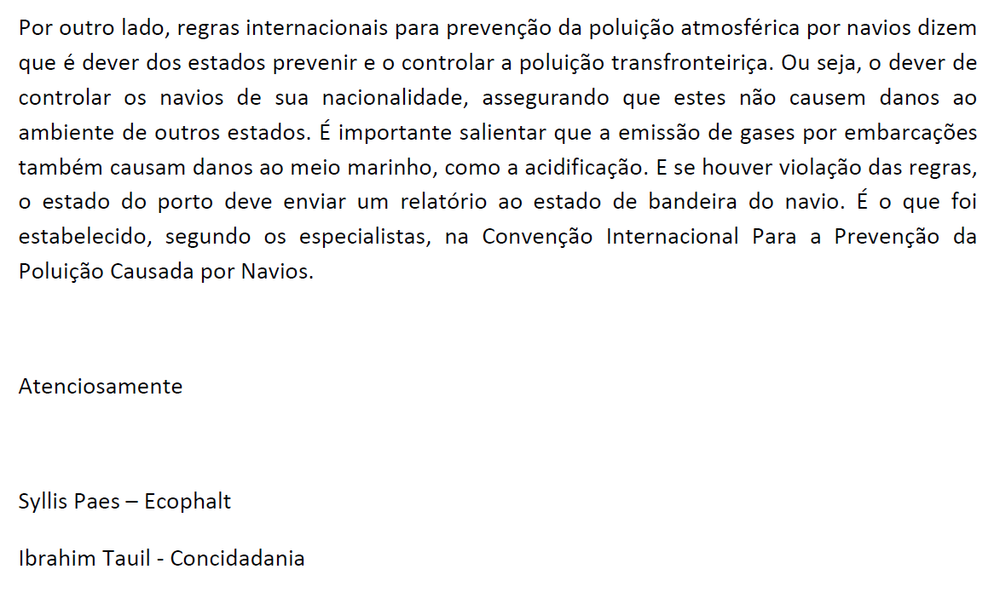 Por outro lado, regras internacionais para prevenção da poluição atmosférica por navios dizem
que é dever dos estados prevenir e o controlar a poluição transfronteiriça. Ou seja, o dever de
controlar os navios de sua nacionalidade, assegurando que estes não causem danos ao
ambiente de outros estados. É importante salientar que a emissão de gases por embarcações
também causam danos ao meio marinho, como a acidificação. E se houver violação das regras,
o estado do porto deve enviar um relatório ao estado de bandeira do navio. É o que foi
estabelecido, segundo os especialistas, na Convenção Internacional Para a Prevenção da
Poluição Causada por Navios.
Atenciosamente
Syllis Paes – Ecophalt
Ibrahim Tauil - Concidadania